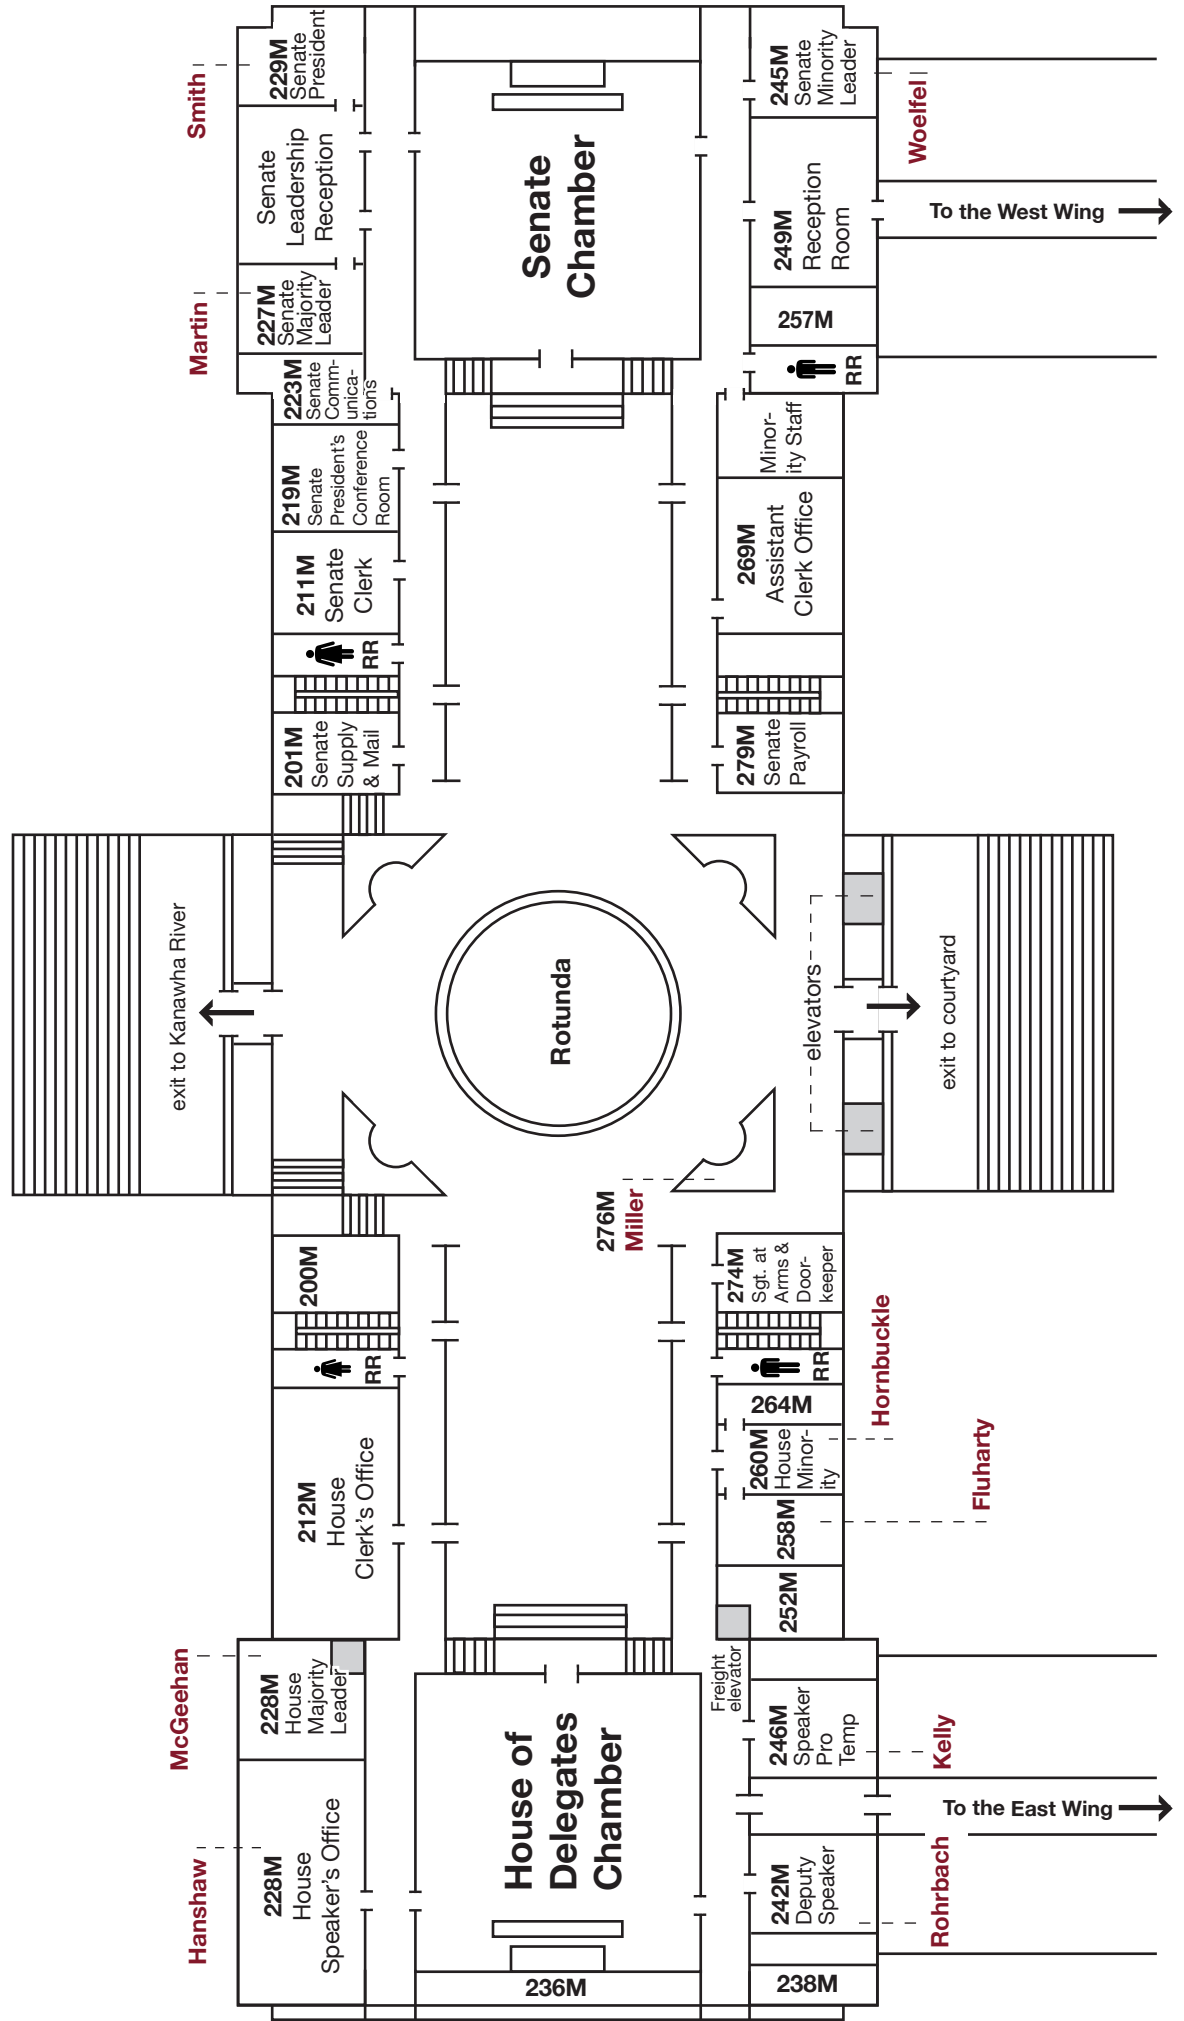 Smith
229M
Senate
President
Senate
Leadership
Reception
Martin
227M
Senate
Majority
Leader
223M
Senate
Comm-
unica-
tions
219M
Senate
President's
Conference
Room
211M
Senate
Clerk
RR
201M
Senate
Supply
& Mail
Senate
Chamber
245M
Senate
Minority
Leader
Woelfel
249M
Reception
Room
To the West Wing
257M
RR
Minor-
ity Staff
269M
Assistant
Clerk Office
279M
Senate
Payroll
exit to Kanawha River
Rotunda
elevators
exit to courtyard
276M
Miller
200M
RR
212M
House
Clerk's Office
McGeehan
228M
House
Majority
Leader
Hanshaw
228M
House
Speaker's Office
274M
Sgt. at
Arms &
Door-
keeper
RR
264M
Hornbuckle
260M
House
Minor-
ity
Fluharty
258M
252M
Freight
elevator
House of
Delegates
Chamber
246M
Speaker
Pro
Temp
Kelly
To the East Wing
242M
Deputy
Speaker
Rohrbach
236M
238M